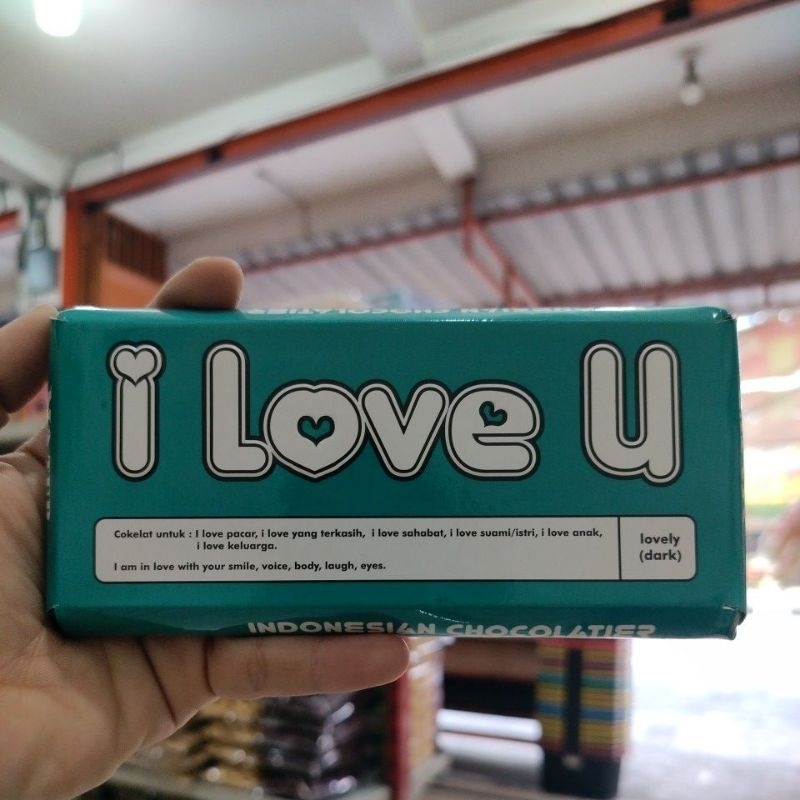 i Love U
Cokelat untuk : I love pacar, i love yang terkasih, i love sahabat, i love suami/istri, i love anak,
i love keluarga.
I am in love with your smile, voice, body, laugh, eyes.
lovely
(dark)
INDONESIAN CHOCOLATIER